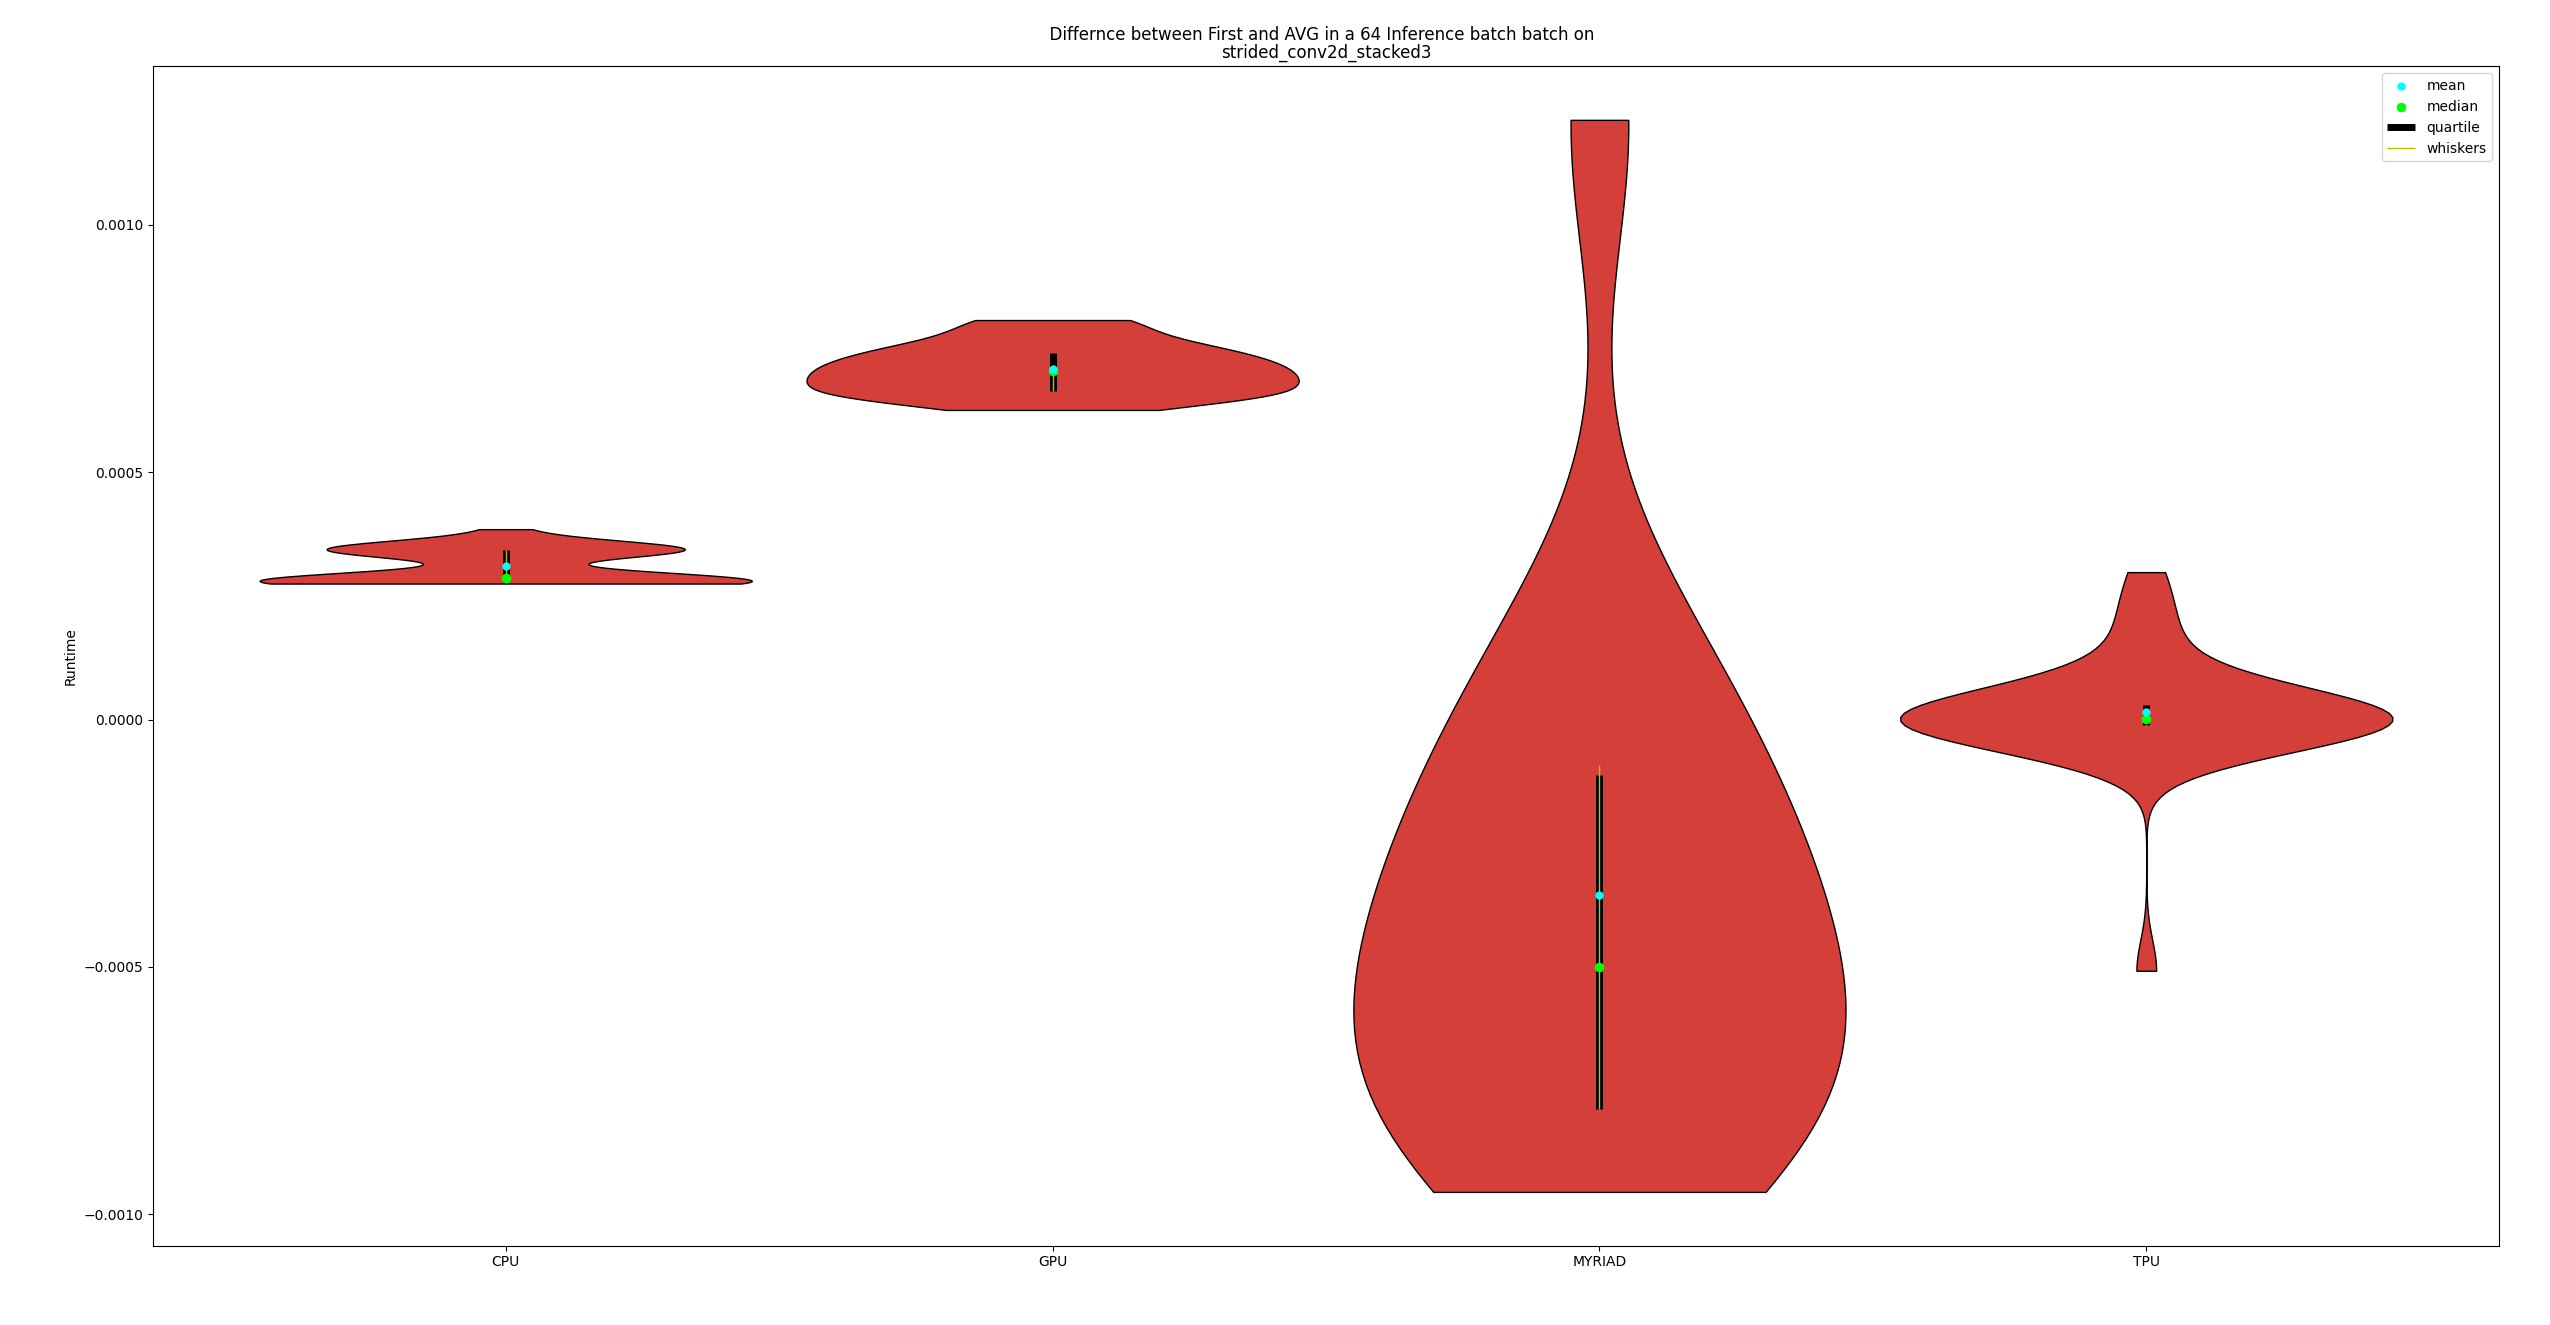 Differnce between First and AVG in a 64 Inference batch batch on
strided_conv2d_stacked3
mean
median
quartile
whiskers
0.0010
0.0005
0.0000
−0.0005
−0.0010
Runtime
CPU
GPU
MYRIAD
TPU